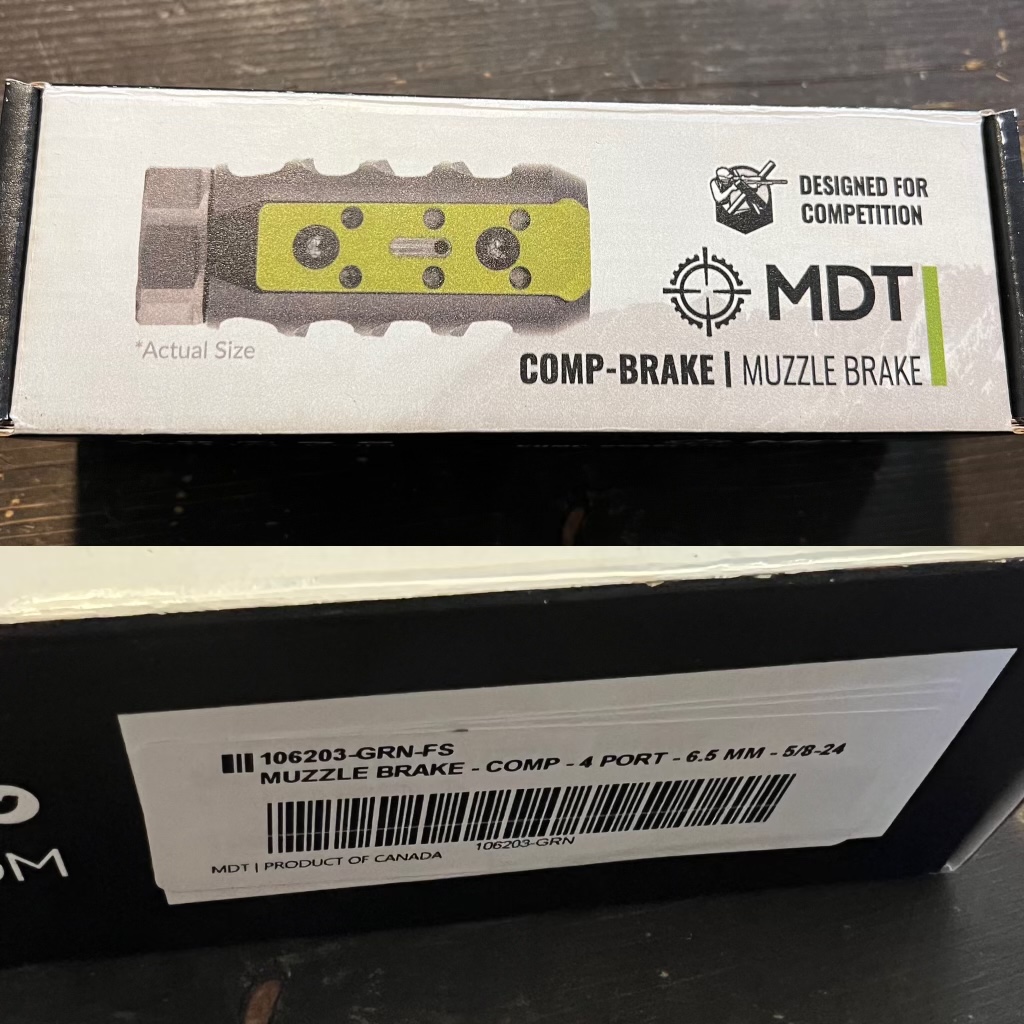 DESIGNED FOR
COMPETITION
MDT
*Actual Size
COMP-BRAKE | MUZZLE BRAKE
106203-GRN-FS
MUZZLE BRAKE - COMP - 4 PORT - 6.5 MM - 5/8-24
106203-GRN
MDT | PRODUCT OF CANADA